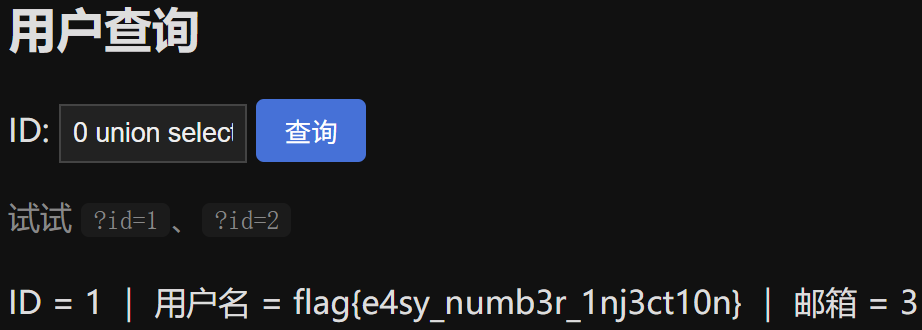 用户查询
ID: 0 union select 查询
试试 ?id=1、?id=2
ID = 1 | 用户名 = flag{e4sy_numb3r_1nj3ct10n} | 邮箱 = 3